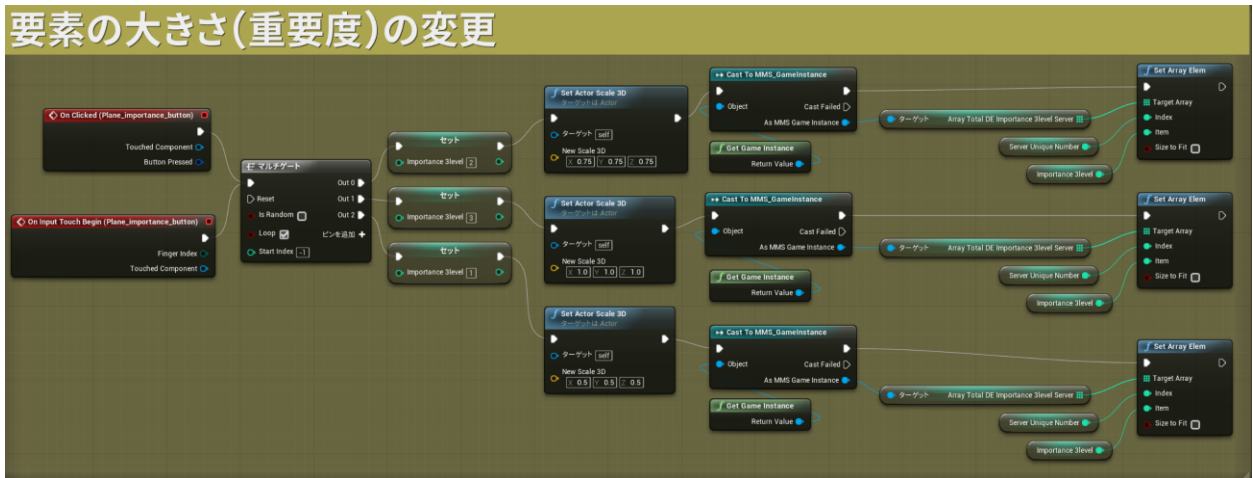 要素の大きさ(重要度)の変更
On Clicked (Plane_importance_button)
Touched Component
Button Pressed
On Input Touch Begin (Plane_importance_button)
Finger Index
Touched Component
マルチゲート
Out 0
Reset
Out 1
Is Random
Out 2
Loop
ピンを追加
Start Index -1
セット
Importance 3level 2
セット
Importance 3level 3
セット
Importance 3level 1
Set Actor Scale 3D
ターゲットは Actor
ターゲット self
New Scale 3D
X 0.75 Y 0.75 Z 0.75
Cast To MMS_GameInstance
Object
Cast Failed
As MMS Game Instance
Get Game Instance
Return Value
ターゲット Array Total DE Importance 3level Server
Server Unique Number
Importance 3level
Set Array Elem
Target Array
Index
Item
Size to Fit
Set Actor Scale 3D
ターゲットは Actor
ターゲット self
New Scale 3D
X 1.0 Y 1.0 Z 1.0
Cast To MMS_GameInstance
Object
Cast Failed
As MMS Game Instance
Get Game Instance
Return Value
ターゲット Array Total DE Importance 3level Server
Server Unique Number
Importance 3level
Set Array Elem
Target Array
Index
Item
Size to Fit
Set Actor Scale 3D
ターゲットは Actor
ターゲット self
New Scale 3D
X 0.5 Y 0.5 Z 0.5
Cast To MMS_GameInstance
Object
Cast Failed
As MMS Game Instance
Get Game Instance
Return Value
ターゲット Array Total DE Importance 3level Server
Server Unique Number
Importance 3level
Set Array Elem
Target Array
Index
Item
Size to Fit